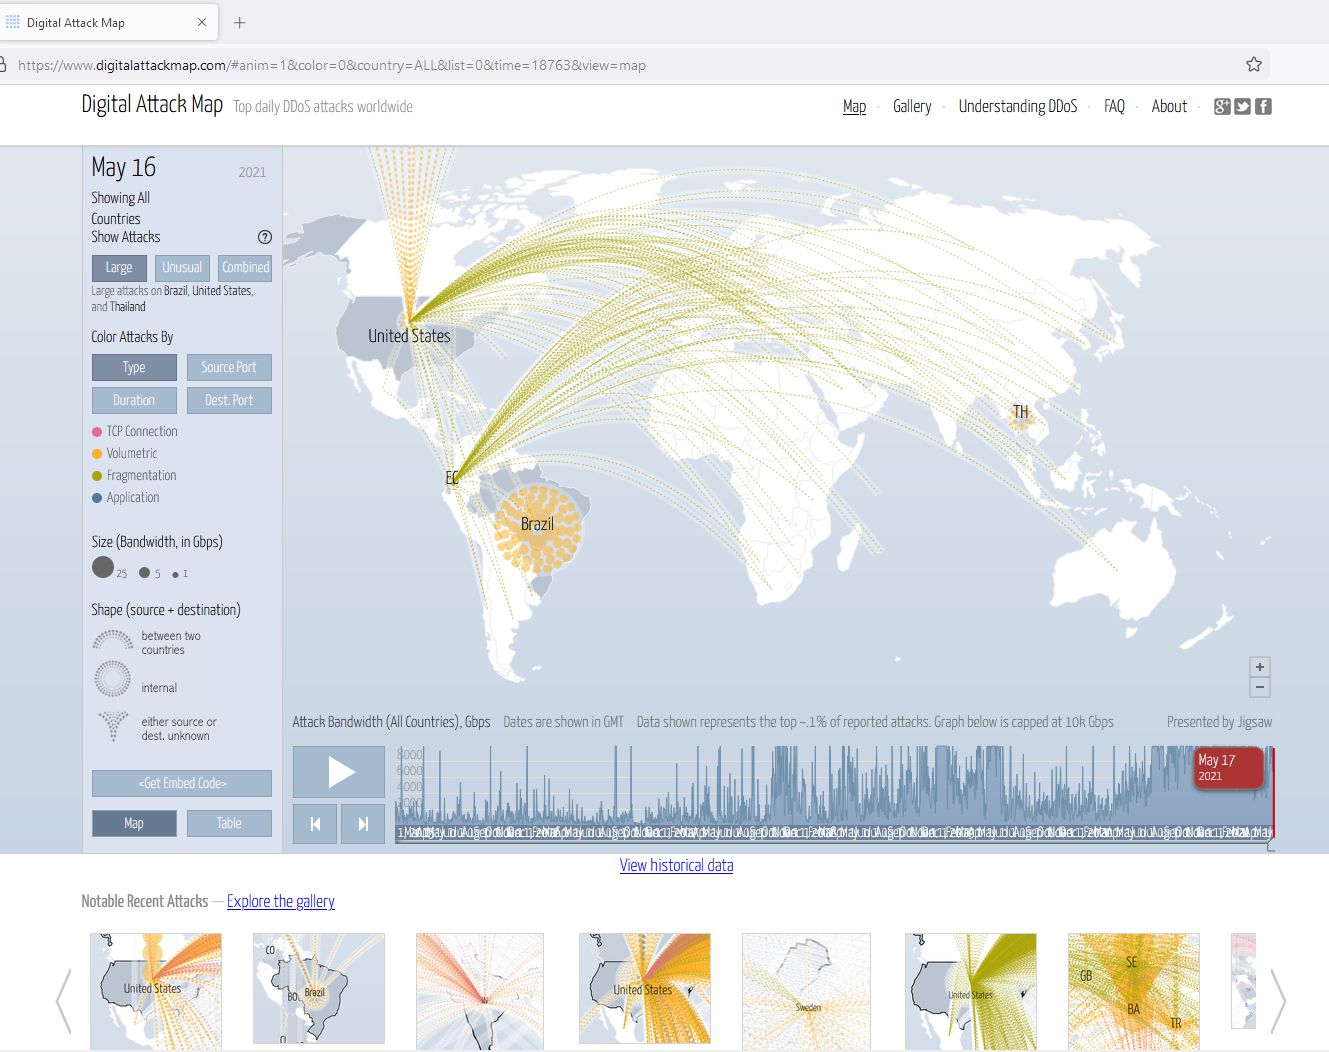 Digital Attack Map
https://www.digitalattackmap.com/#anim=1&color=0&country=ALL&list=0&time=18763&view=map
Digital Attack Map Top daily DDoS attacks worldwide
Map · Gallery · Understanding DDoS · FAQ · About ·
May 16 2021
Showing All
Countries
Show Attacks ?
Large Unusual Combined
Large attacks on Brazil, United States,
and Thailand
Color Attacks By
Type Source Port
Duration Dest. Port
TCP Connection
Volumetric
Fragmentation
Application
Size (Bandwidth, in Gbps)
25 5 1
Shape (source + destination)
between two
countries
internal
either source or
dest. unknown
<Get Embed Code>
Map Table
United States
TH
EC
Brazil
+
−
Attack Bandwidth (All Countries), Gbps Dates are shown in GMT Data shown represents the top ~.1% of reported attacks. Graph below is capped at 10k Gbps Presented by Jigsaw
8000
6000
4000
2000
May 17
2021
View historical data
Notable Recent Attacks — Explore the gallery
United States
CO
Brazil
United States
Sweden
United States
SE
GB
BA
TR